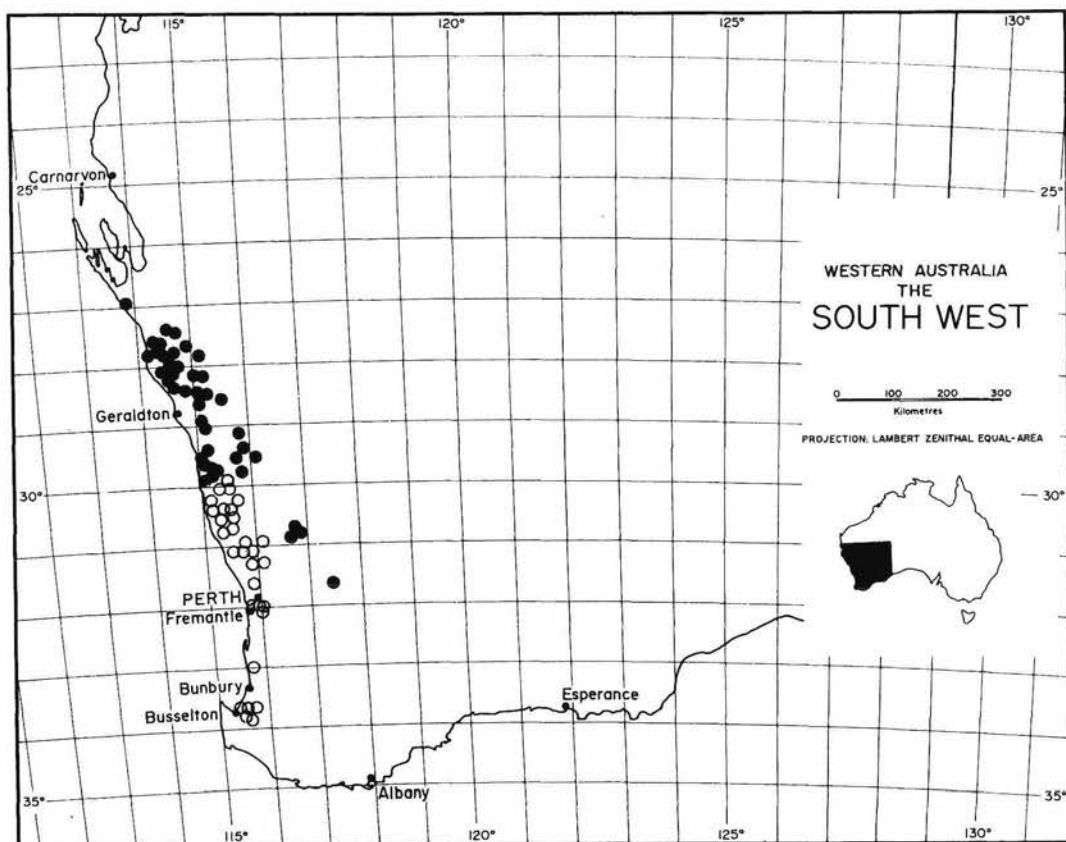 115° 120° 125° 130°
Carnarvon
25° 25°
WESTERN AUSTRALIA
THE
SOUTH WEST
0 100 200 300
Kilometres
Geraldton
PROJECTION: LAMBERT ZENITHAL EQUAL-AREA
30° 30°
PERTH
Fremantle
Bunbury
Esperance
Busselton
Albany
35° 35°
115° 120° 125° 130°